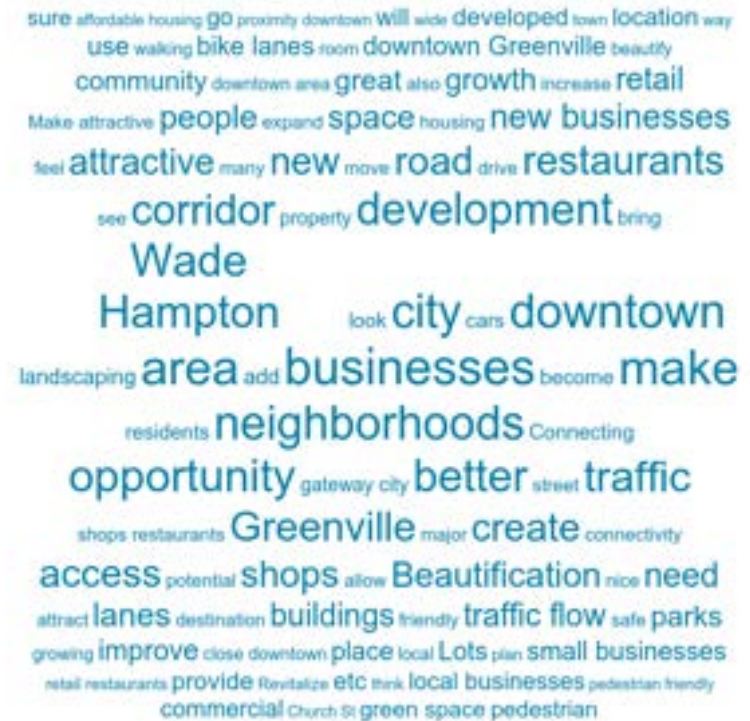 sure affordable housing go proximity downtown will wide developed town location way
use walking bike lanes room downtown Greenville beautify
community downtown area great also growth increase retail
Make attractive people expand space housing new businesses
feel attractive many new move road drive restaurants
see corridor property development bring
Wade
Hampton look city cars downtown
landscaping area add businesses become make
residents neighborhoods Connecting
opportunity gateway city better street traffic
shops restaurants Greenville major create connectivity
access potential shops allow Beautification nice need
attract lanes destination buildings friendly traffic flow safe parks
growing improve close downtown place local Lots plan small businesses
retail restaurants provide Revitalize etc think local businesses pedestrian friendly
commercial Church St green space pedestrian